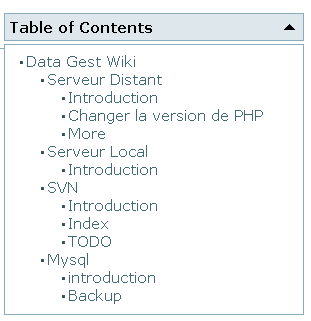 Table of Contents
Data Gest Wiki
Serveur Distant
Introduction
Changer la version de PHP
More
Serveur Local
Introduction
SVN
Introduction
Index
TODO
Mysql
introduction
Backup